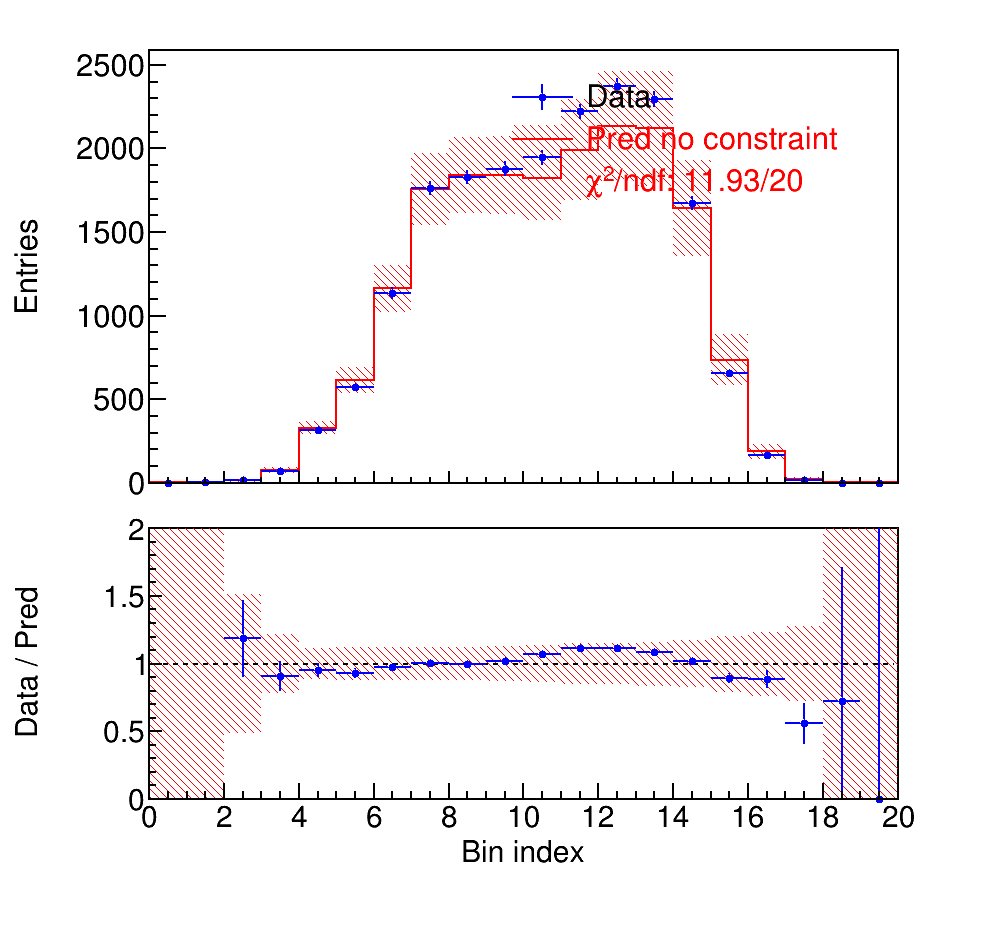 2500
2000
1500
1000
500
0
Entries
Data
Pred no constraint
χ²/ndf: 11.93/20
2
1.5
1
0.5
0
Data / Pred
0 2 4 6 8 10 12 14 16 18 20
Bin index